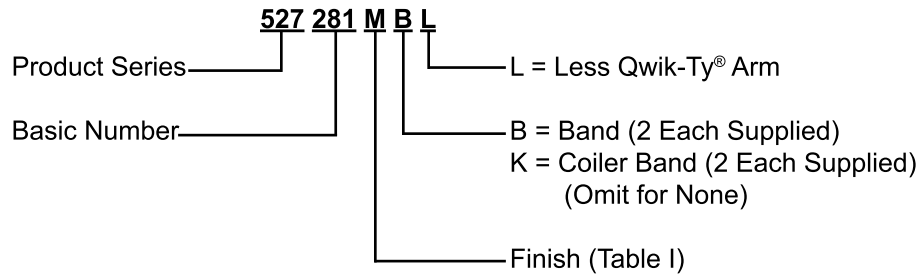 527 281 M B L
Product Series
L = Less Qwik-Ty® Arm
Basic Number
B = Band (2 Each Supplied)
K = Coiler Band (2 Each Supplied)
(Omit for None)
Finish (Table I)